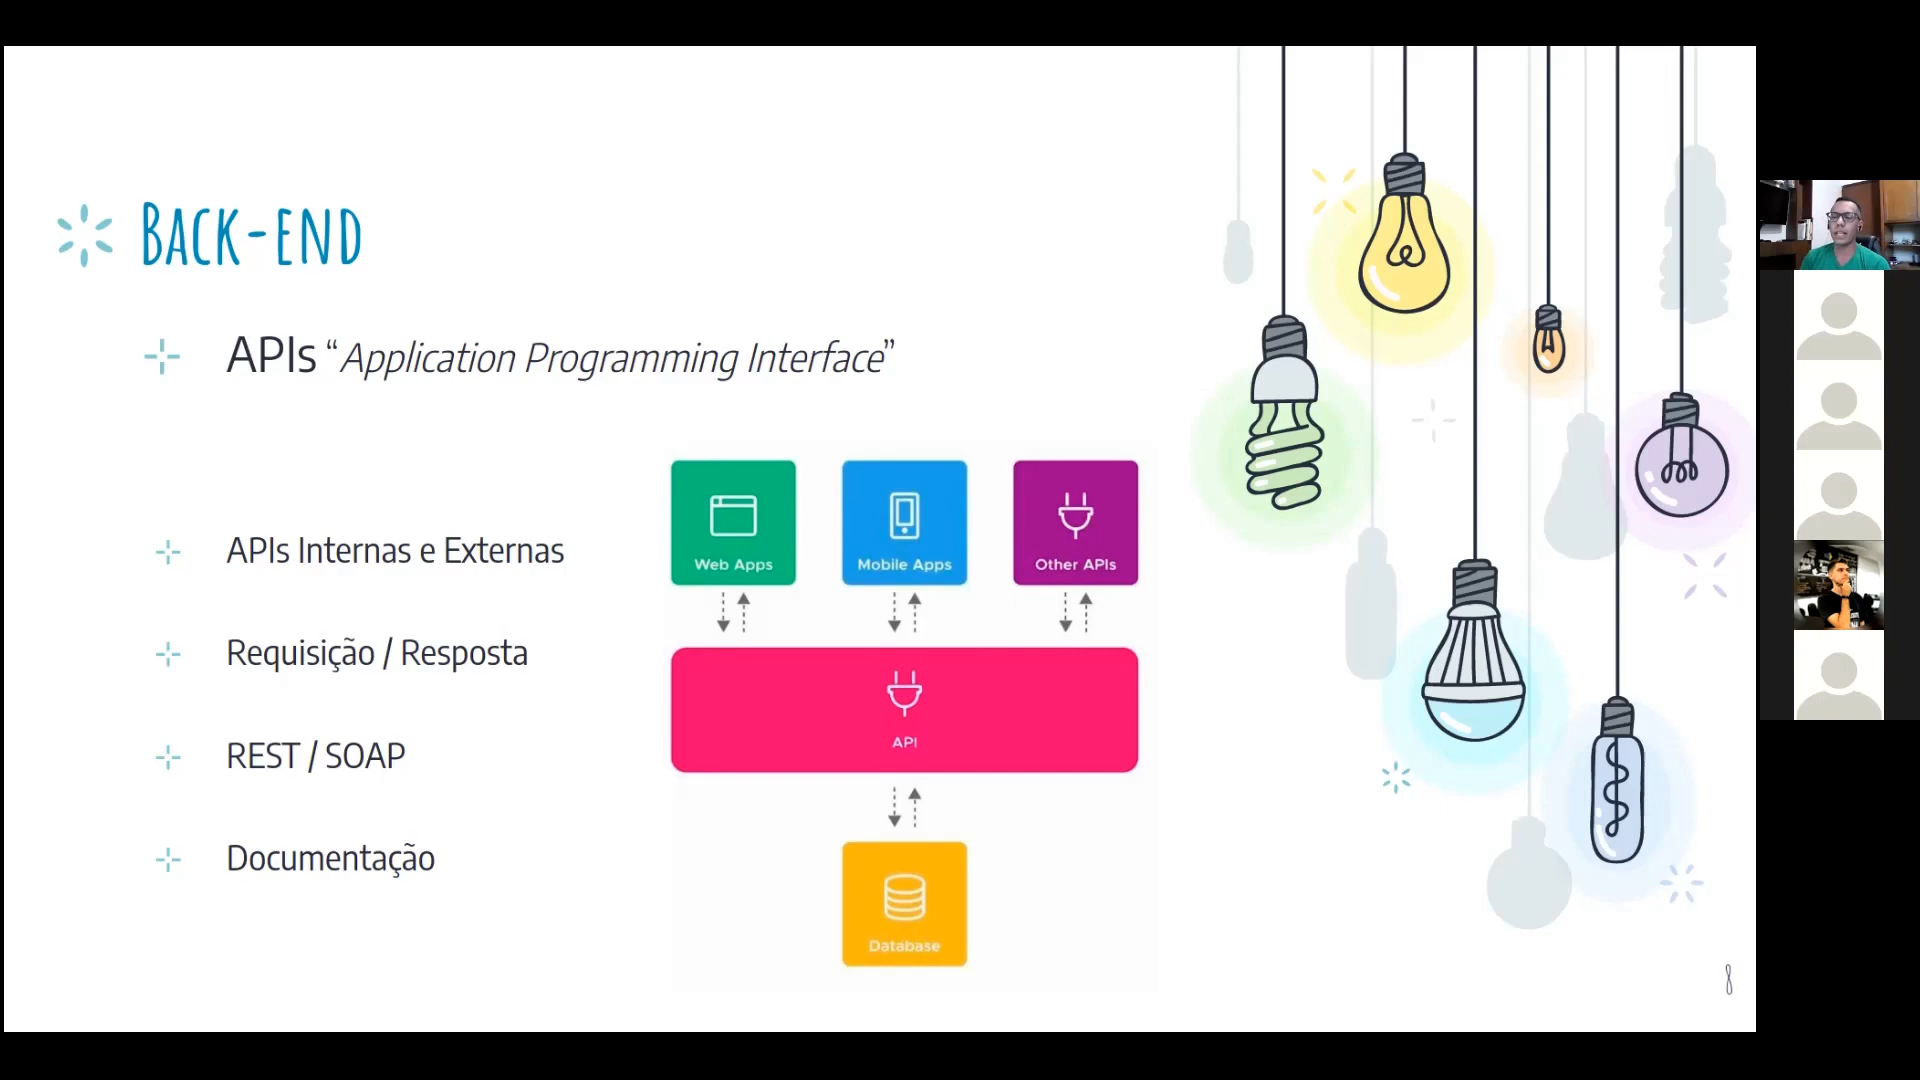 BACK-END
APIs “Application Programming Interface”
APIs Internas e Externas
Requisição / Resposta
REST / SOAP
Documentação
Web Apps
Mobile Apps
Other APIs
API
Database
8